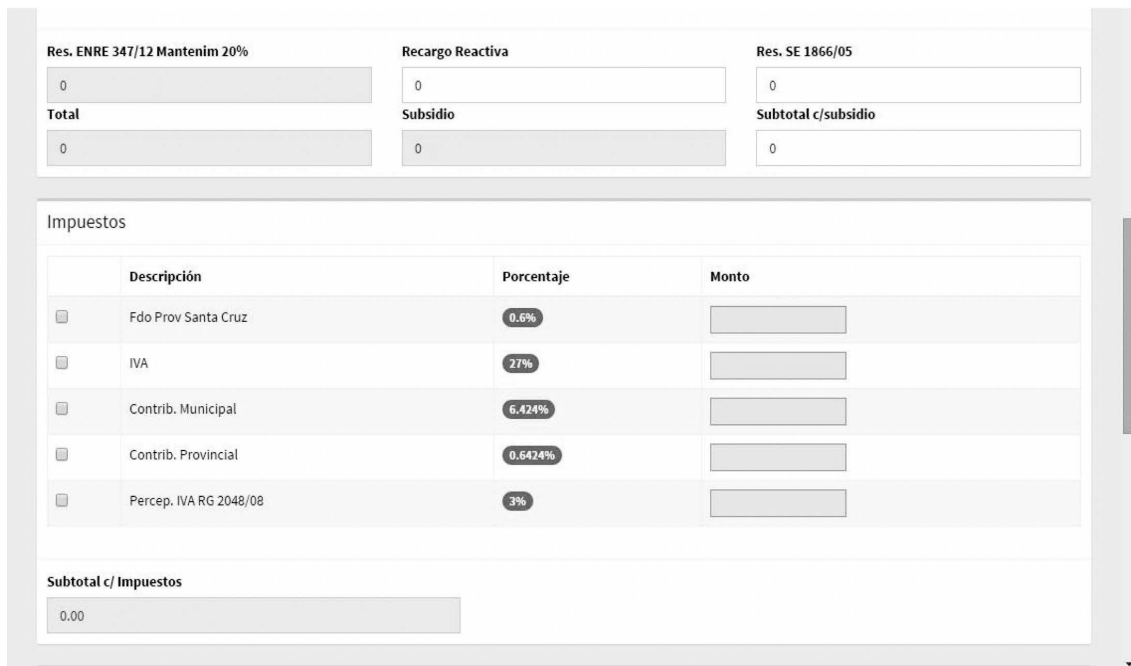 Res. ENRE 347/12 Mantenim 20% Recargo Reactiva Res. SE 1866/05
0 0 0
Total Subsidio Subtotal c/subsidio
0 0 0
Impuestos
Descripción Porcentaje Monto
Fdo Prov Santa Cruz 0.6%
IVA 27%
Contrib. Municipal 6.424%
Contrib. Provincial 0.6424%
Percep. IVA RG 2048/08 3%
Subtotal c/ Impuestos
0.00